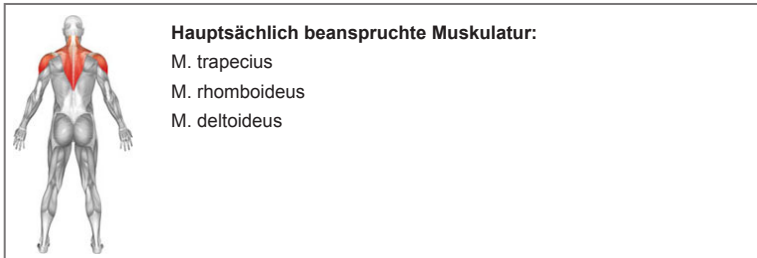 Hauptsächlich beanspruchte Muskulatur:
M. trapecius
M. rhomboideus
M. deltoideus